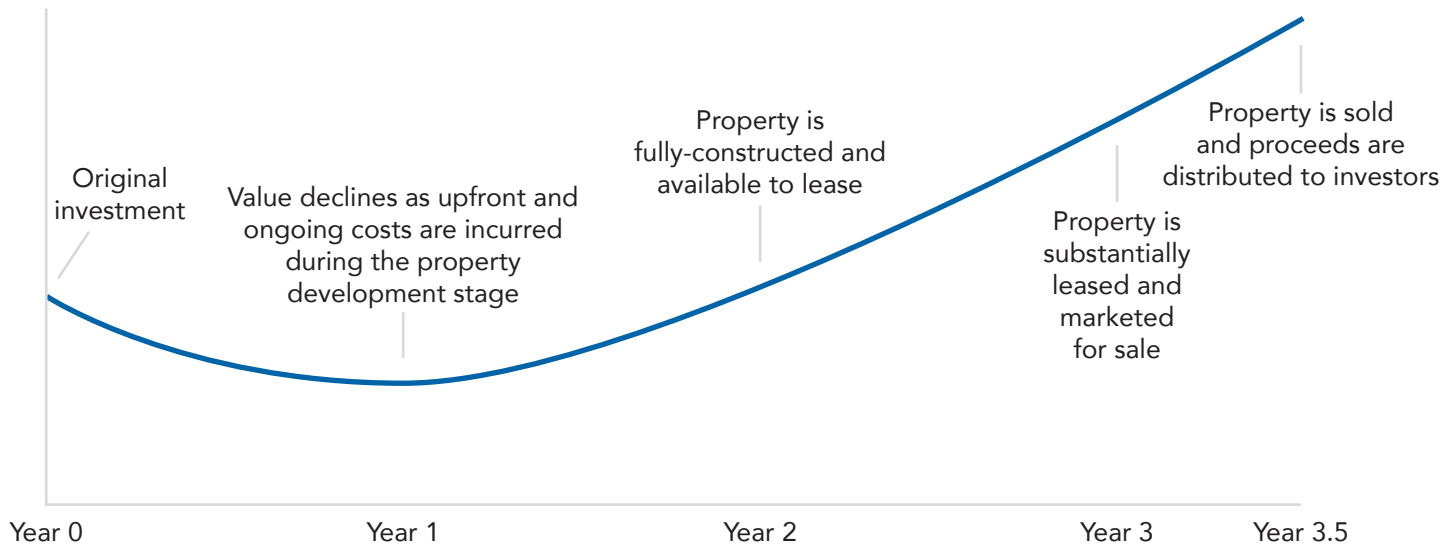 Original
investment
Value declines as upfront and
ongoing costs are incurred
during the property
development stage
Property is
fully-constructed and
available to lease
Property is
substantially
leased and
marketed
for sale
Property is sold
and proceeds are
distributed to investors
Year 0
Year 1
Year 2
Year 3
Year 3.5